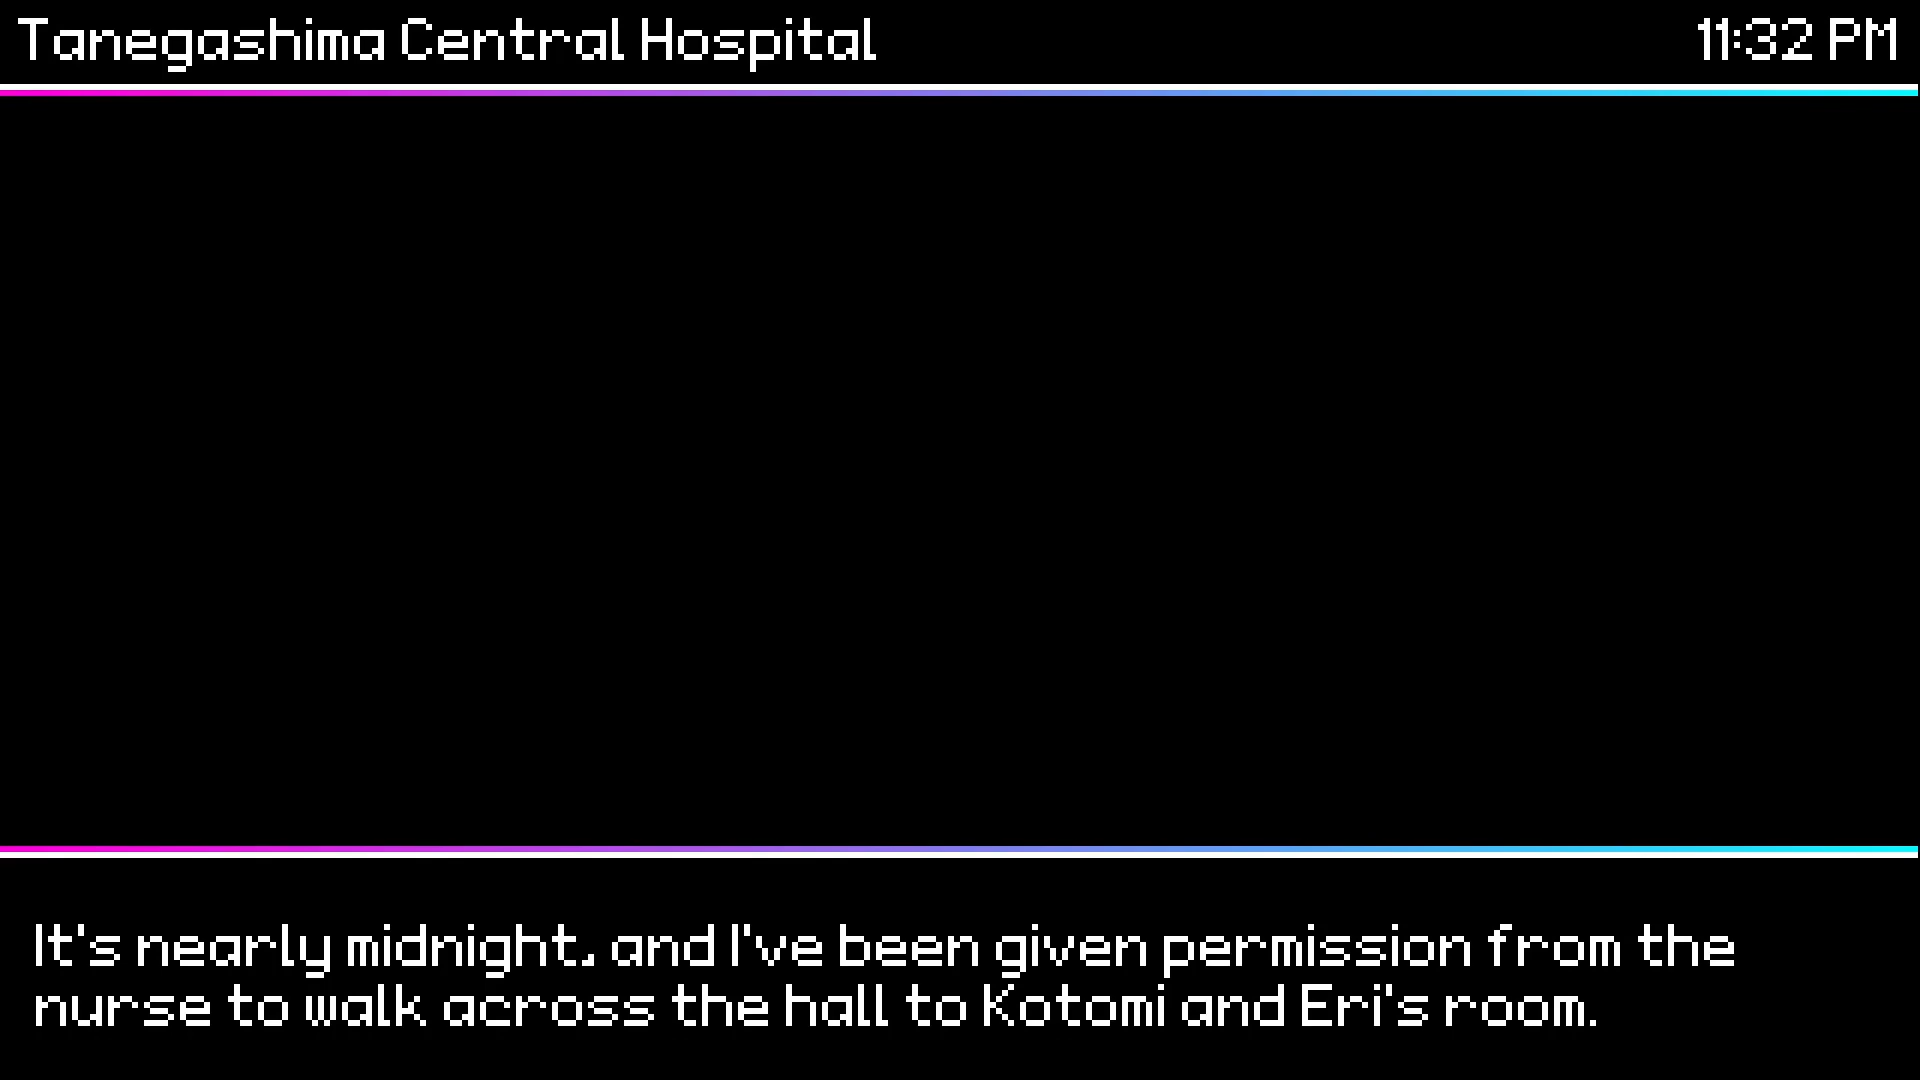 Tanegashima Central Hospital
11:32 PM
It's nearly midnight, and I've been given permission from the
nurse to walk across the hall to Kotomi and Eri's room.